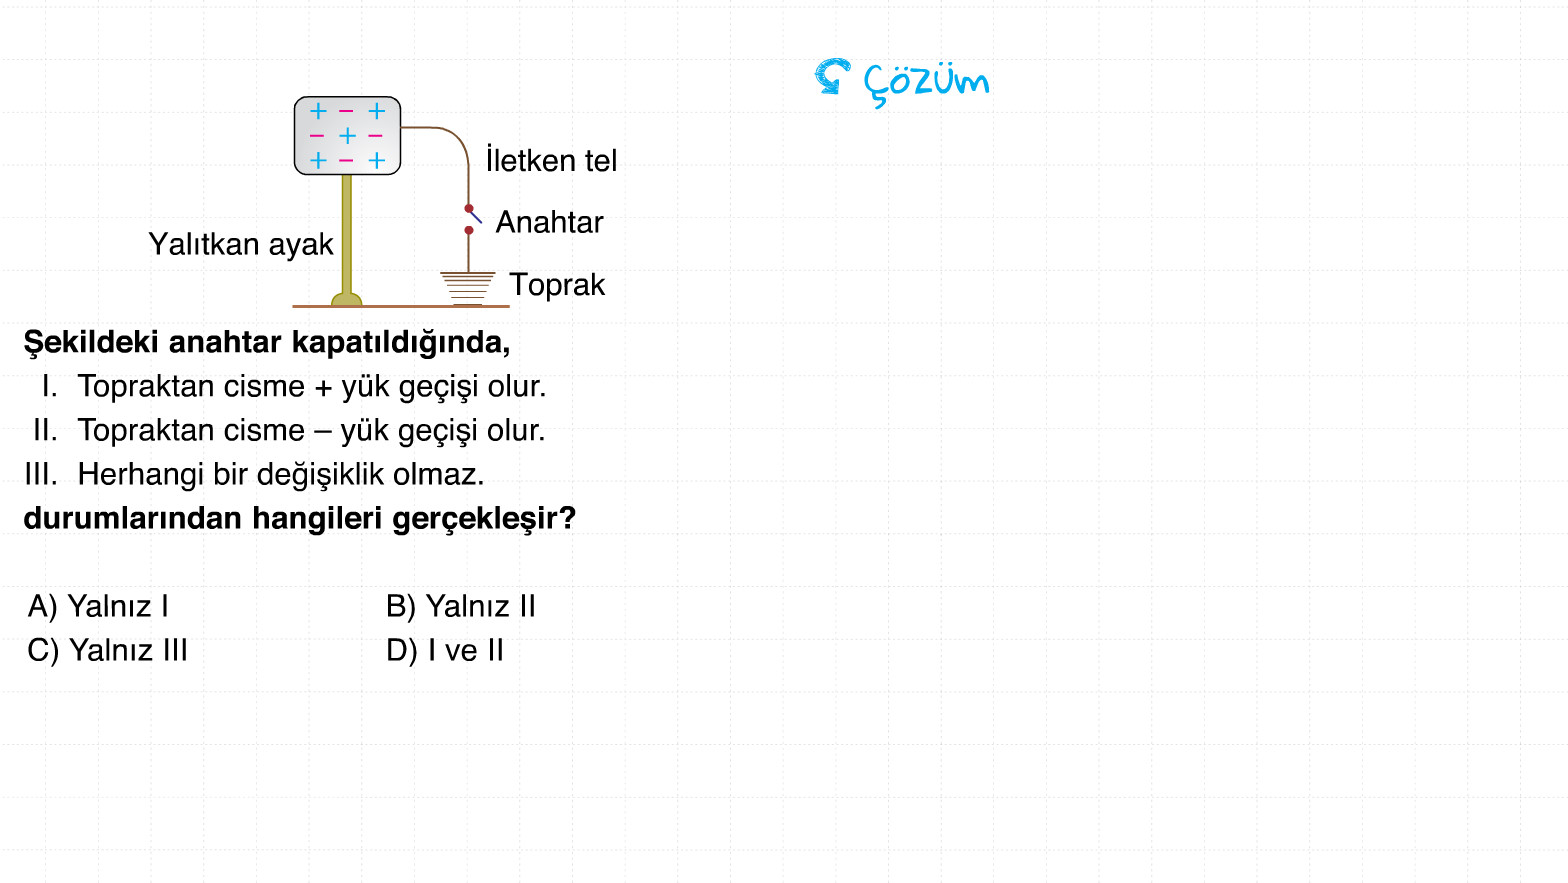 Çözüm
+ − +
− + −
+ − +
İletken tel
Anahtar
Yalıtkan ayak
Toprak
Şekildeki anahtar kapatıldığında,
I. Topraktan cisme + yük geçişi olur.
II. Topraktan cisme – yük geçişi olur.
III. Herhangi bir değişiklik olmaz.
durumlarından hangileri gerçekleşir?
A) Yalnız I B) Yalnız II
C) Yalnız III D) I ve II